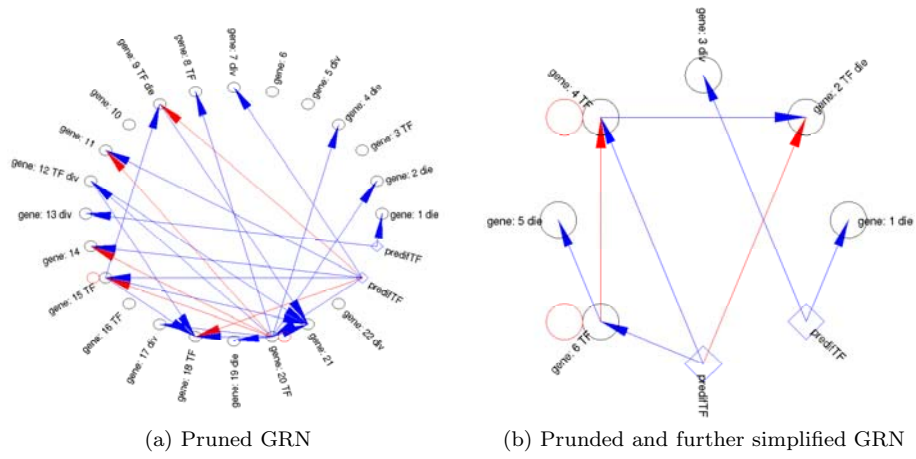 gene: 6
gene: 7 div
gene: 5 div
gene: 8 TF
gene: 4 die
gene: 9 TF die
gene: 3 TF
gene: 10
gene: 2 die
gene: 11
gene: 1 die
gene: 12 TF div
predifTF
gene: 13 div
predifTF
gene: 14
gene: 22 div
gene: 15 TF
gene: 21
gene: 16 TF
gene: 20 TF
gene: 17 div
gene: 19 die
gene: 18 TF
(a) Pruned GRN
gene: 3 div
gene: 4 TF
gene: 2 TF die
gene: 5 die
gene: 1 die
gene: 6 TF
predifTF
predifTF
(b) Prunded and further simplified GRN